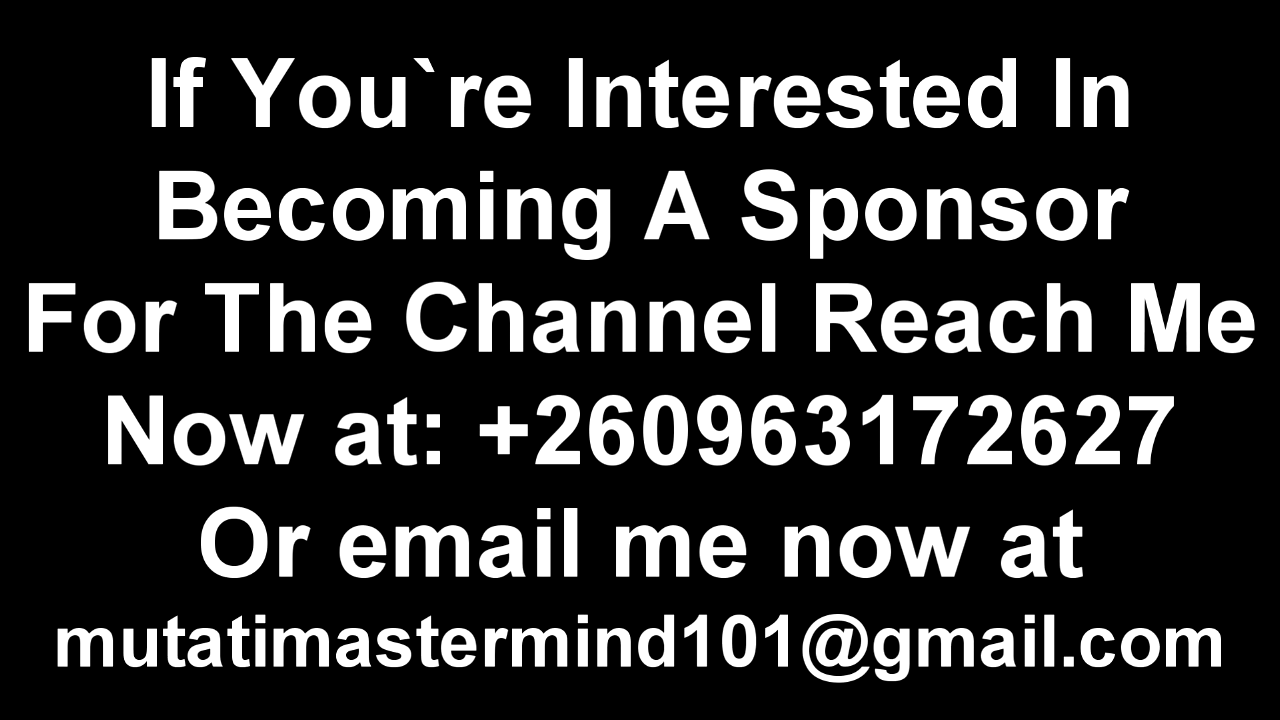 If You`re Interested In
Becoming A Sponsor
For The Channel Reach Me
Now at: +260963172627
Or email me now at
mutatimastermind101@gmail.com